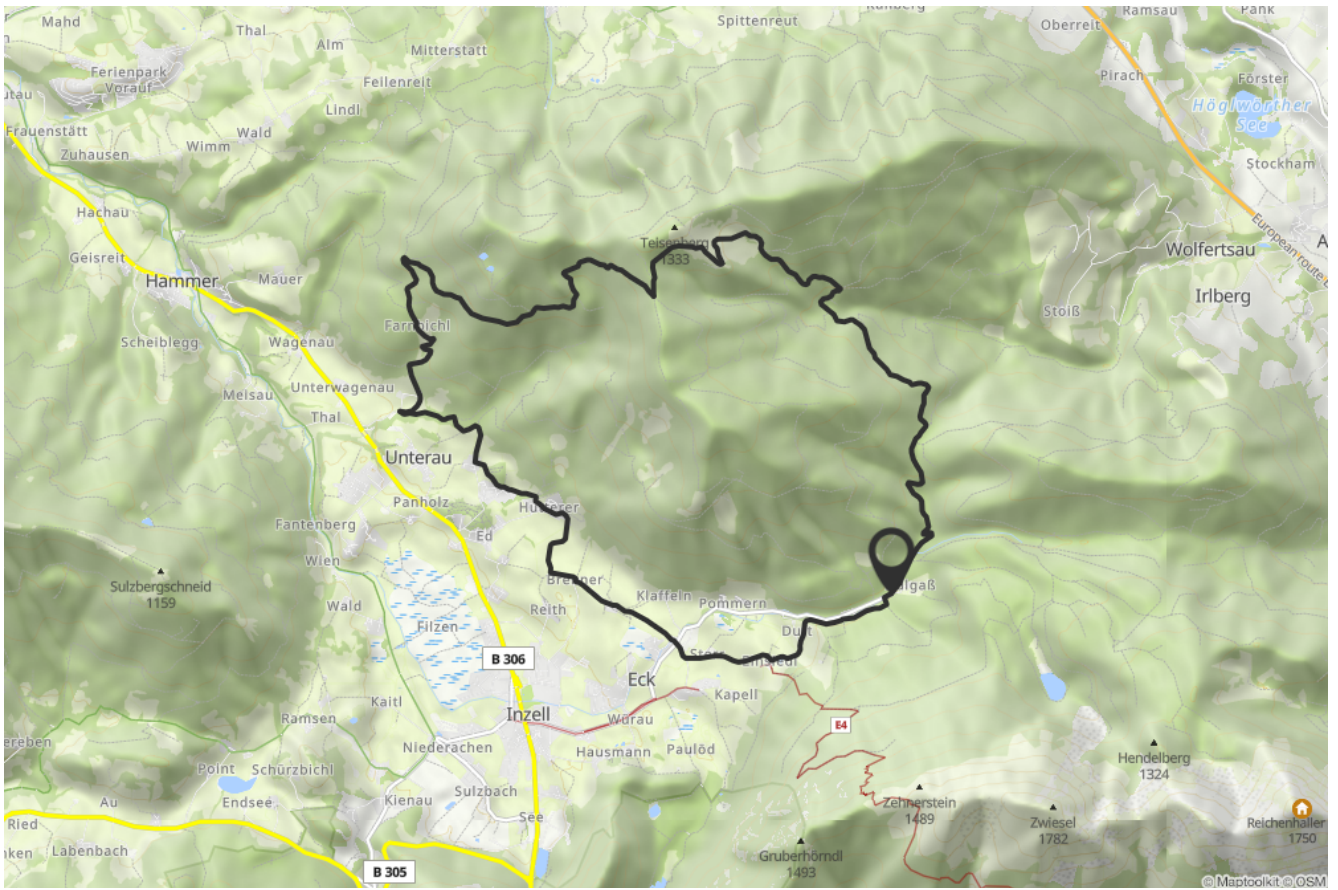 Mahd
Thal
Alm
Mitterstatt
Spittenreut
Ramsau
Oberreit
Ferienpark
Vorauf
Feilenreit
Pirach
Förster
Lindl
Höglwörther
See
Frauenstätt
Wald
Wimm
Zuhausen
Stockham
Hachau
Teisenberg
1333
European route
Wolfertsau
Geisreit
Hammer
Mauer
Irlberg
Stoiß
Scheiblegg
Wagenau
Meisau
Unterwagenau
Thal
Unterau
Panholz
Fantenberg
Ed
Wien
Sulzbergschneid
1159
Klaffeln
Pommern
Wald
Reith
Filzen
B 306
Eck
Kapell
Kaitl
Inzell
Würau
E4
Ramsen
Niederachen
Hausmann
Paulöd
Hendelberg
1324
Point
Schürzbichl
Endsee
Au
Kienau
Sulzbach
See
Zehnerstein
1489
Zwiesel
1782
Reichenhaller
1750
Ried
Labenbach
B 305
Gruberhörndl
1493
© Maptoolkit © OSM